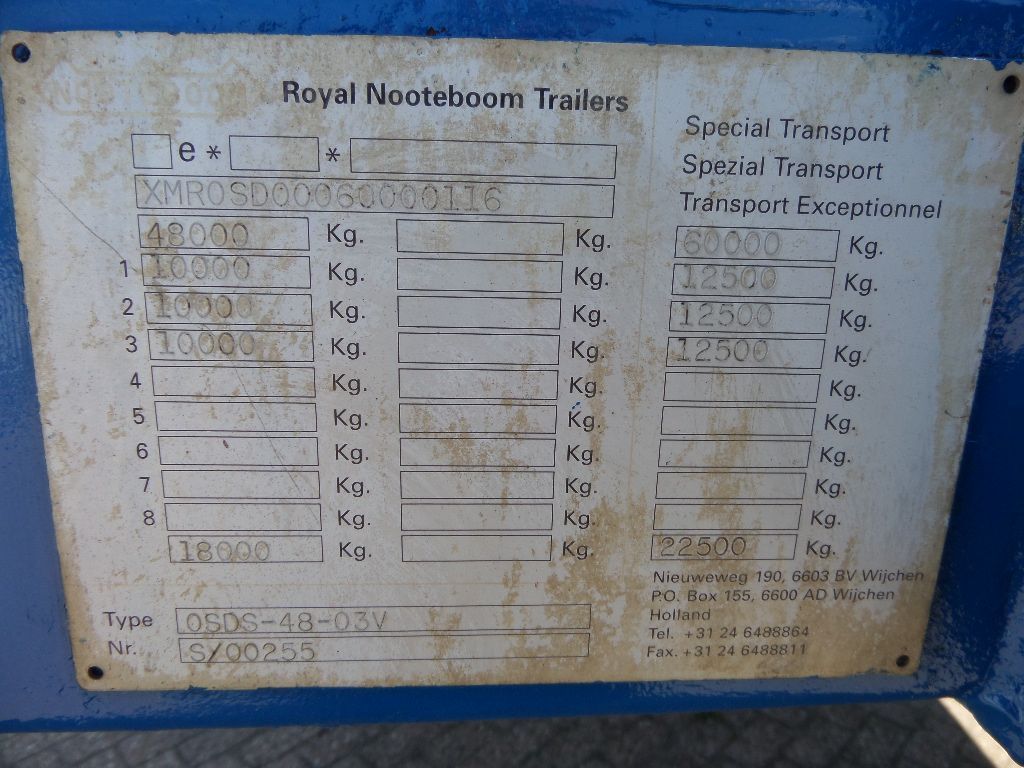 NOOTEBOOM
Royal Nooteboom Trailers
Special Transport
Spezial Transport
Transport Exceptionnel
e * *
XMR0SD00060000116
48000 Kg. Kg. 60000 Kg.
1 10000 Kg. Kg. 12500 Kg.
2 10000 Kg. Kg. 12500 Kg.
3 10000 Kg. Kg. 12500 Kg.
4 Kg. Kg. Kg.
5 Kg. Kg. Kg.
6 Kg. Kg. Kg.
7 Kg. Kg. Kg.
8 Kg. Kg. Kg.
18000 Kg. Kg. 22500 Kg.
Type OSDS-48-03V
Nr. S/00255
Nieuweweg 190, 6603 BV Wijchen
P.O. Box 155, 6600 AD Wijchen
Holland
Tel. +31 24 6488864
Fax. +31 24 6488811